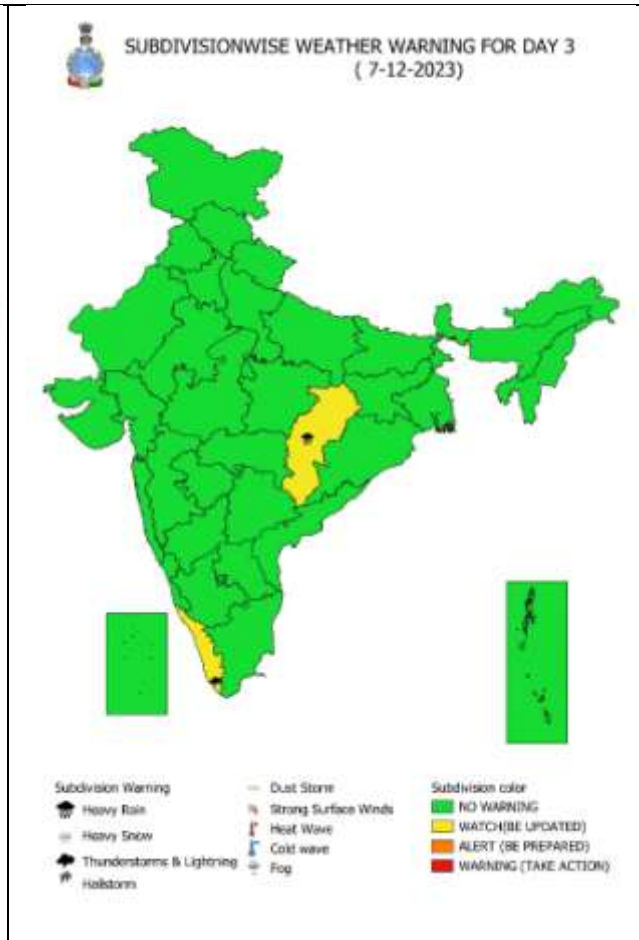 SUBDIVISIONWISE WEATHER WARNING FOR DAY 3
( 7-12-2023)
Subdivision Warning
Heavy Rain
Heavy Snow
Thunderstorms & Lightning
Hailstorm
Dust Storm
Strong Surface Winds
Heat Wave
Cold wave
Fog
Subdivision color
NO WARNING
WATCH(BE UPDATED)
ALERT (BE PREPARED)
WARNING (TAKE ACTION)